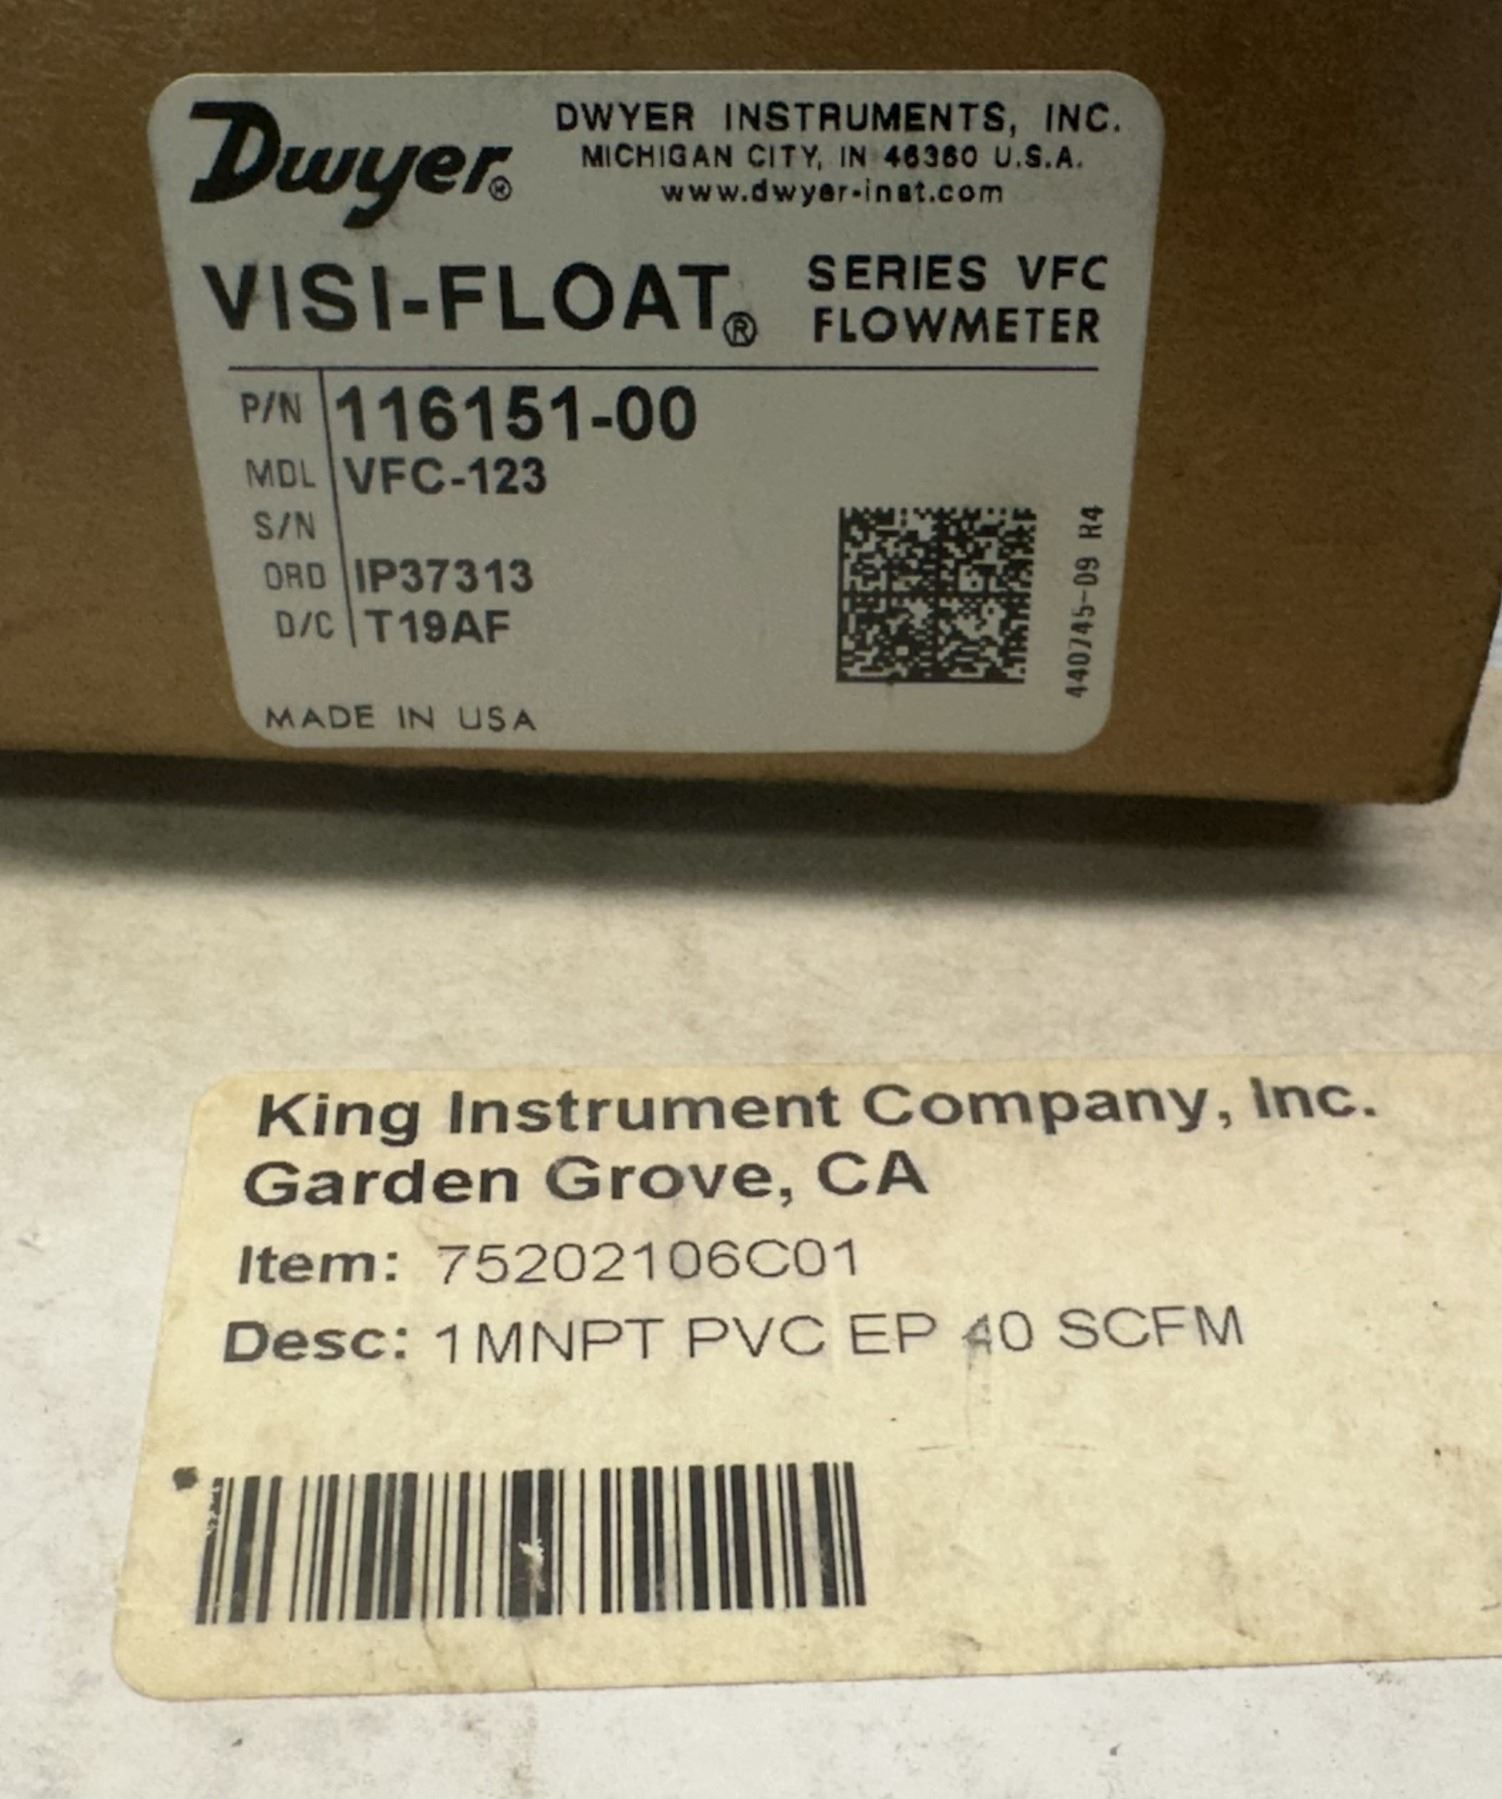 Dwyer®
DWYER INSTRUMENTS, INC.
MICHIGAN CITY, IN 46360 U.S.A.
www.dwyer-inst.com
VISI-FLOAT®
SERIES VFC
FLOWMETER
P/N 116151-00
MDL VFC-123
S/N
ORD IP37313
D/C T19AF
MADE IN USA
440745-09 R4
King Instrument Company, Inc.
Garden Grove, CA
Item: 75202106C01
Desc: 1MNPT PVC EP 40 SCFM